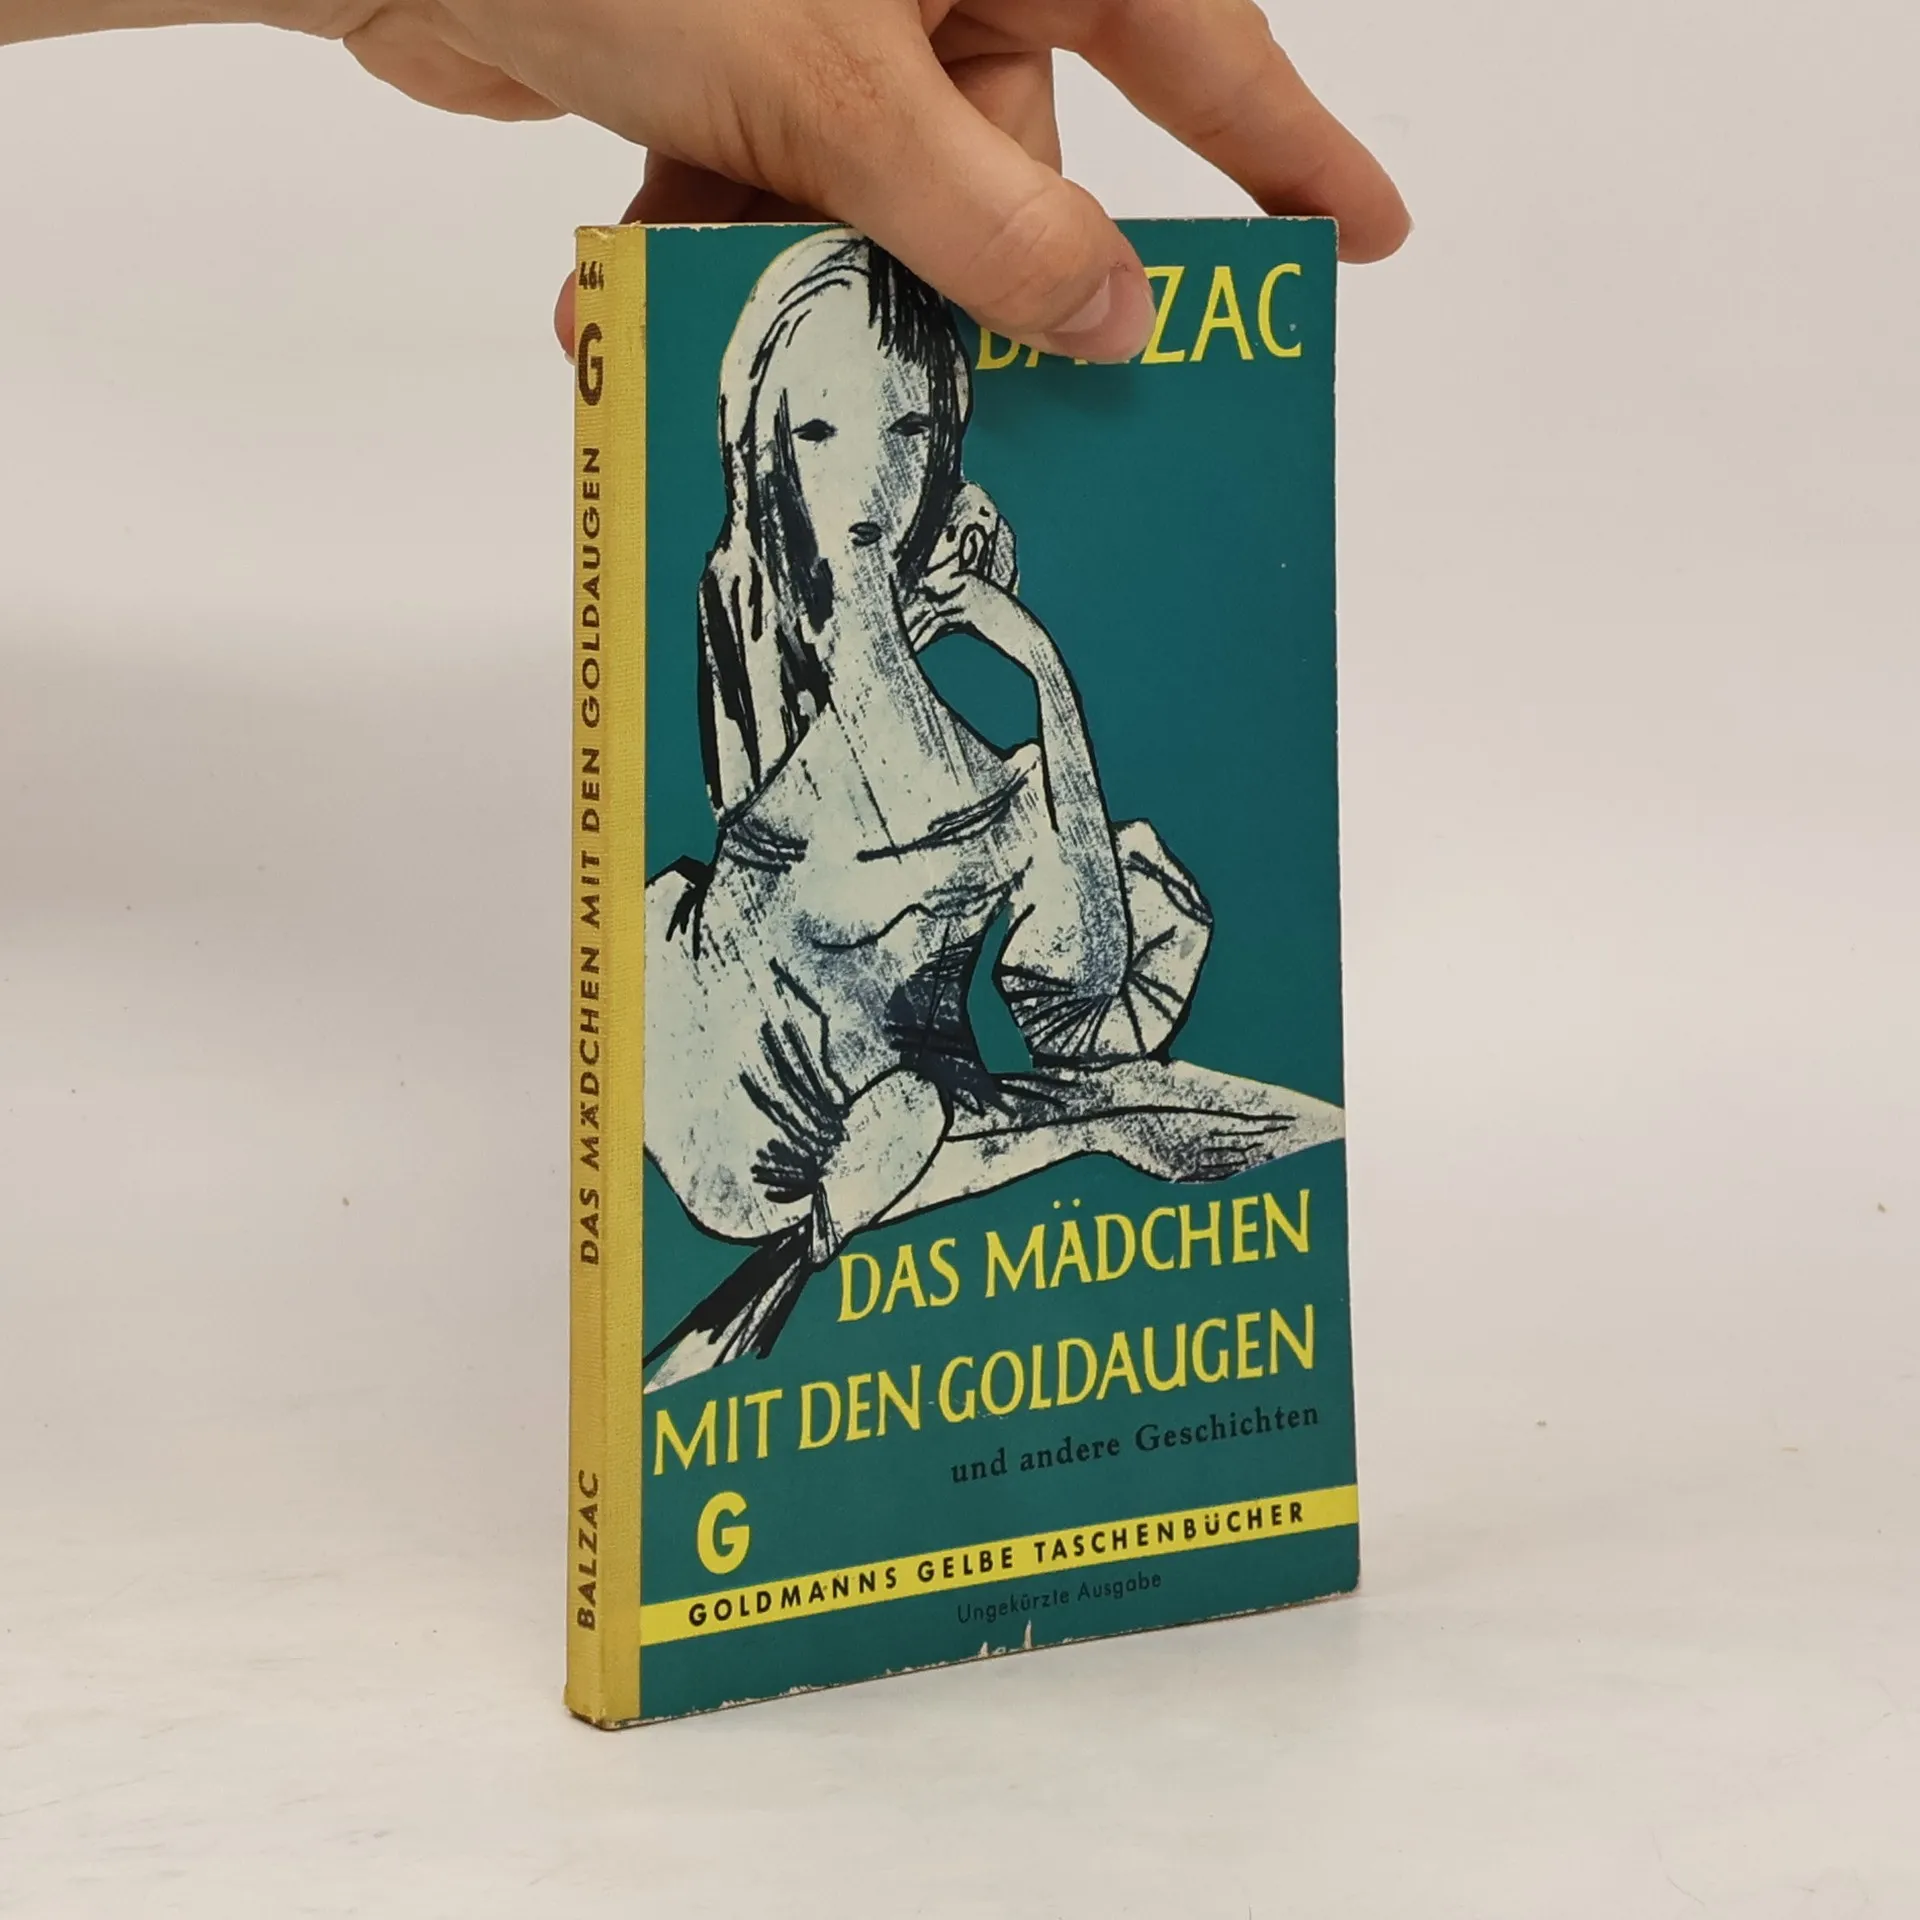 464
G
DAS MÄDCHEN MIT DEN GOLDAUGEN
BALZAC
BALZAC
DAS MÄDCHEN
MIT DEN GOLDAUGEN
und andere Geschichten
G
GOLDMANNS GELBE TASCHENBÜCHER
Ungekürzte Ausgabe